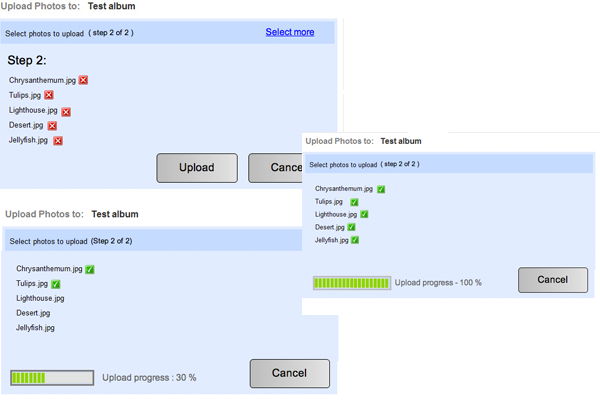 Upload Photos to: Test album
Select photos to upload ( step 2 of 2 ) Select more
Step 2:
Chrysanthemum.jpg
Tulips.jpg
Lighthouse.jpg
Desert.jpg
Jellyfish.jpg
Upload Cance
Upload Photos to: Test album
Select photos to upload ( step 2 of 2 )
Chrysanthemum.jpg
Tulips.jpg
Lighthouse.jpg
Desert.jpg
Jellyfish.jpg
Upload progress - 100 % Cancel
Upload Photos to: Test album
Select photos to upload (Step 2 of 2)
Chrysanthemum.jpg
Tulips.jpg
Lighthouse.jpg
Desert.jpg
Jellyfish.jpg
Upload progress : 30 % Cancel